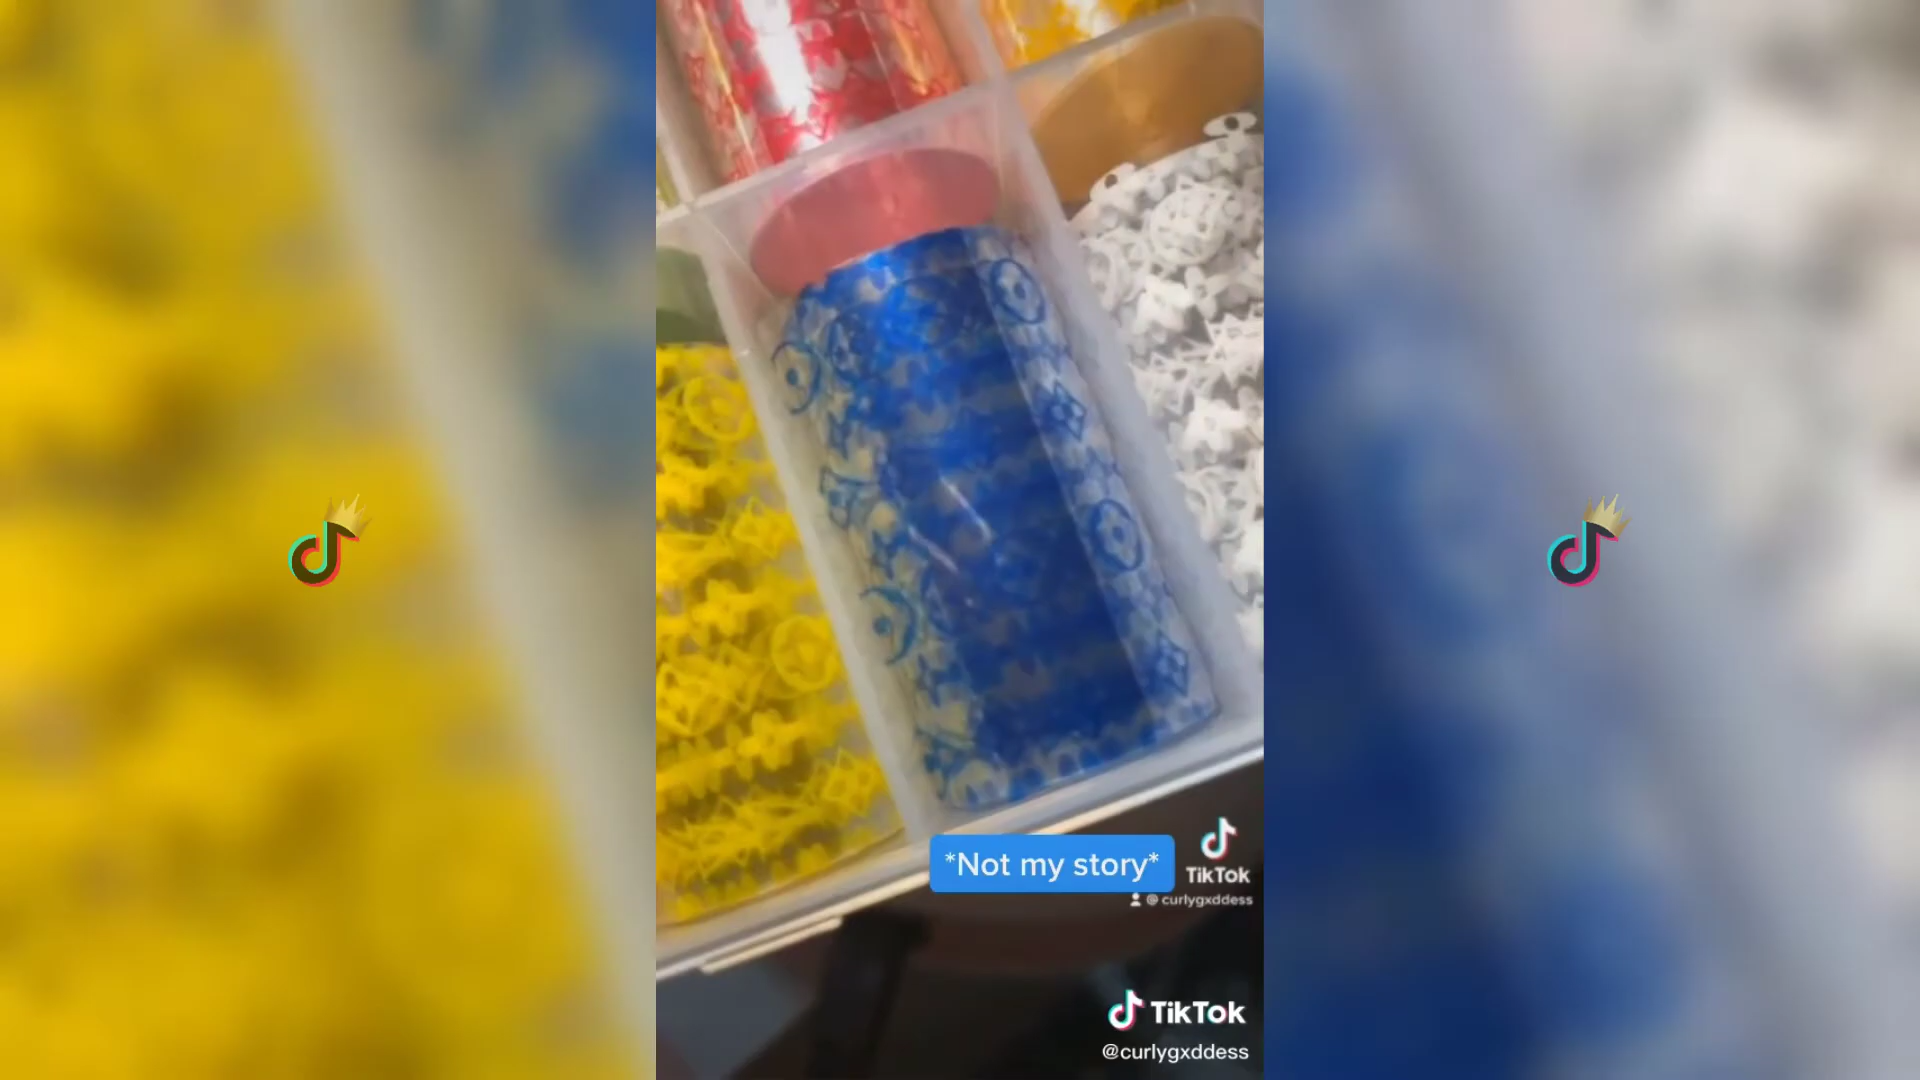 *Not my story*
TikTok
@ curlygxddess
TikTok
@curlygxddess